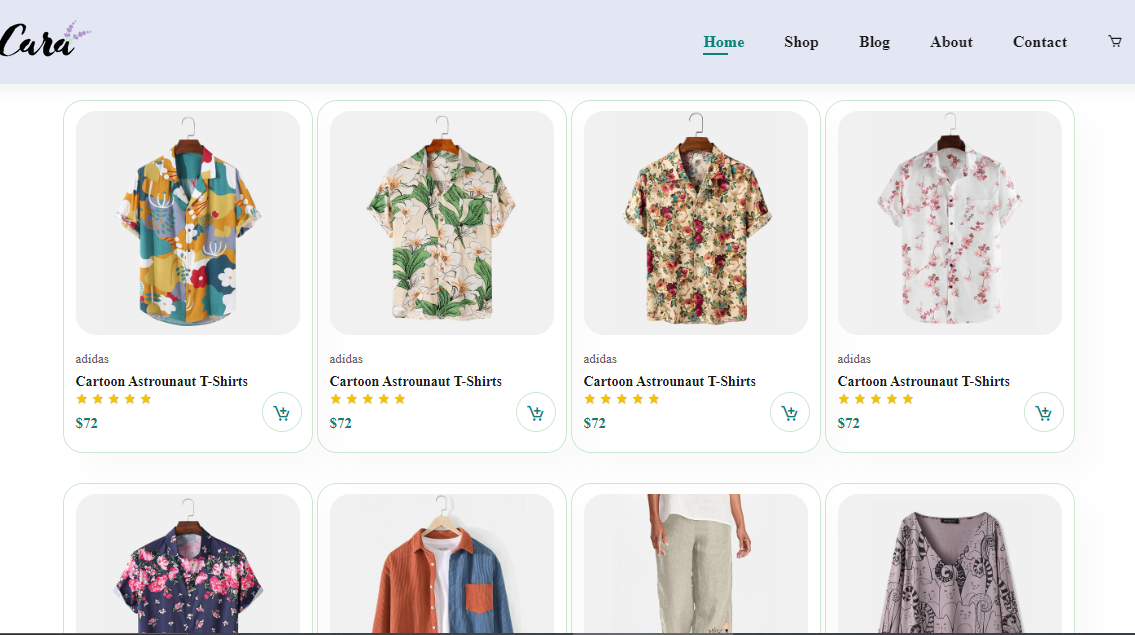 Cara
Home Shop Blog About Contact
adidas adidas adidas adidas
Cartoon Astrounaut T-Shirts Cartoon Astrounaut T-Shirts Cartoon Astrounaut T-Shirts Cartoon Astrounaut T-Shirts
$72 $72 $72 $72